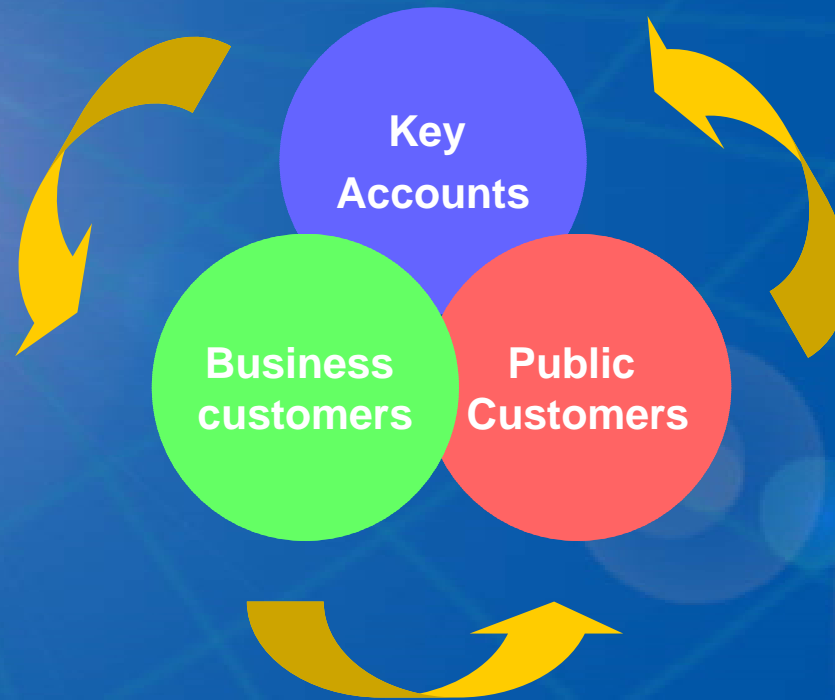 Key
Accounts
Business
customers
Public
Customers